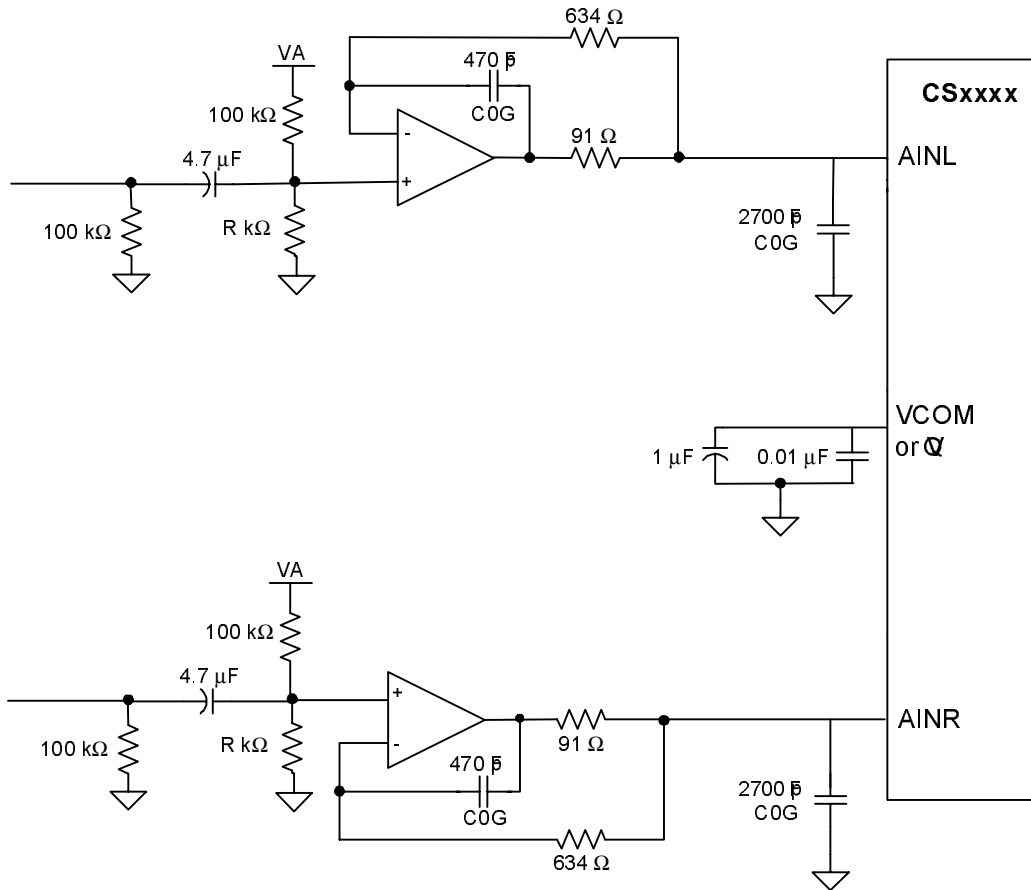 634 Ω
VA
470 pF
C0G
CSxxxx
100 kΩ
91 Ω
4.7 µF
AINL
R kΩ
100 kΩ
2700 pF
C0G
VCOM
or VQ
1 µF
0.01 µF
VA
100 kΩ
4.7 µF
AINR
R kΩ
100 kΩ
91 Ω
470 pF
C0G
2700 pF
C0G
634 Ω